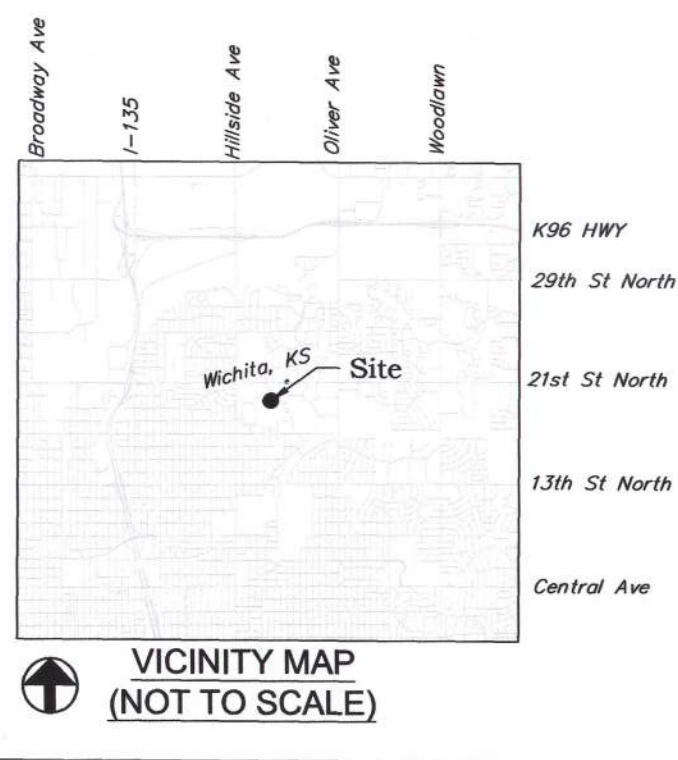 Broadway Ave
I-135
Hillside Ave
Oliver Ave
Woodlawn
K96 HWY
29th St North
Wichita, KS
Site
21st St North
13th St North
Central Ave
VICINITY MAP
(NOT TO SCALE)